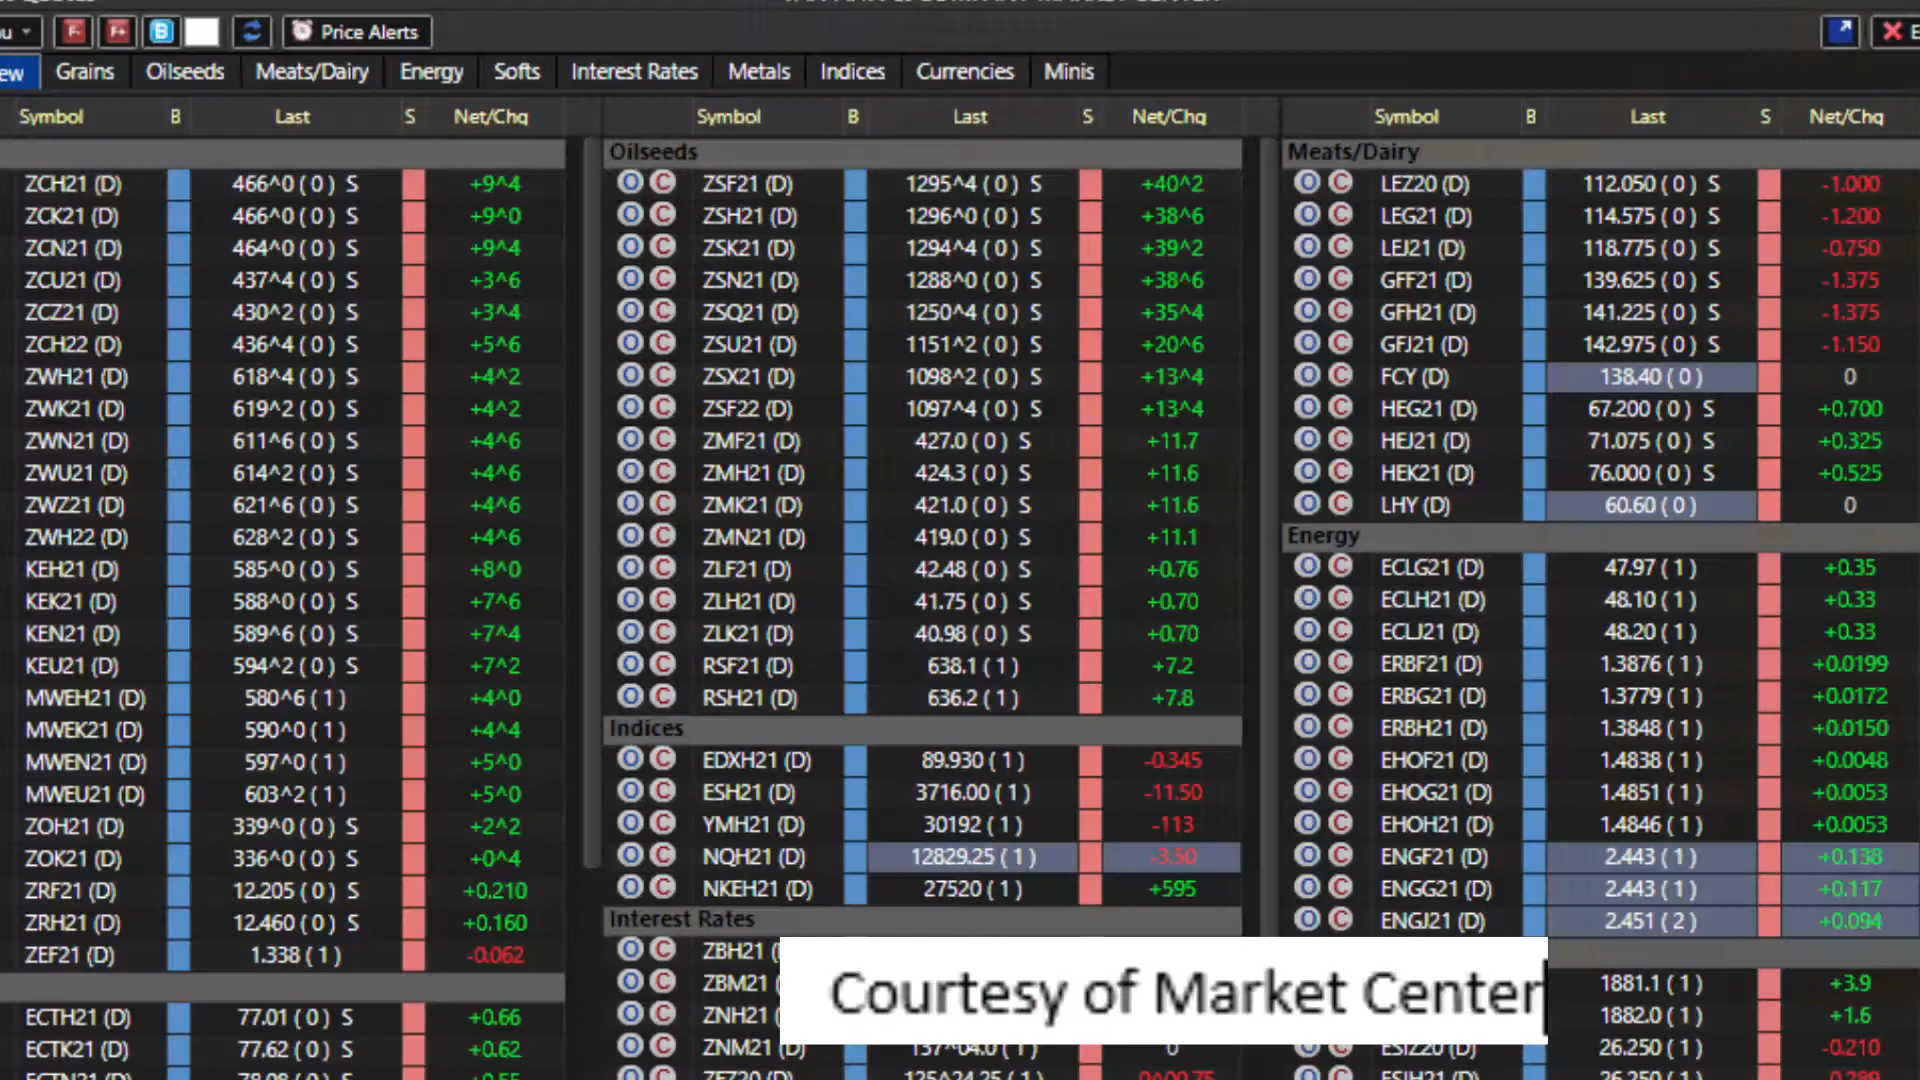 Price Alerts
Grains Oilseeds Meats/Dairy Energy Softs Interest Rates Metals Indices Currencies Minis
Symbol B Last S Net/Chg
ZCH21 (D) 466^0 ( 0 ) S +9^4
ZCK21 (D) 466^0 ( 0 ) S +9^0
ZCN21 (D) 464^0 ( 0 ) S +9^4
ZCU21 (D) 437^4 ( 0 ) S +3^6
ZCZ21 (D) 430^2 ( 0 ) S +3^4
ZCH22 (D) 436^4 ( 0 ) S +5^6
ZWH21 (D) 618^4 ( 0 ) S +4^2
ZWK21 (D) 619^2 ( 0 ) S +4^2
ZWN21 (D) 611^6 ( 0 ) S +4^6
ZWU21 (D) 614^2 ( 0 ) S +4^6
ZWZ21 (D) 621^6 ( 0 ) S +4^6
ZWH22 (D) 628^2 ( 0 ) S +4^6
KEH21 (D) 585^0 ( 0 ) S +8^0
KEK21 (D) 588^0 ( 0 ) S +7^6
KEN21 (D) 589^6 ( 0 ) S +7^4
KEU21 (D) 594^2 ( 0 ) S +7^2
MWEH21 (D) 580^6 ( 1 ) +4^0
MWEK21 (D) 590^0 ( 1 ) +4^4
MWEN21 (D) 597^0 ( 1 ) +5^0
MWEU21 (D) 603^2 ( 1 ) +5^0
ZOH21 (D) 339^0 ( 0 ) S +2^2
ZOK21 (D) 336^0 ( 0 ) S +0^4
ZRF21 (D) 12.205 ( 0 ) S +0.210
ZRH21 (D) 12.460 ( 0 ) S +0.160
ZEF21 (D) 1.338 ( 1 ) -0.062
ECTH21 (D) 77.01 ( 0 ) S +0.66
ECTK21 (D) 77.62 ( 0 ) S +0.62
Symbol B Last S Net/Chg
Oilseeds
O C ZSF21 (D) 1295^4 ( 0 ) S +40^2
O C ZSH21 (D) 1296^0 ( 0 ) S +38^6
O C ZSK21 (D) 1294^4 ( 0 ) S +39^2
O C ZSN21 (D) 1288^0 ( 0 ) S +38^6
O C ZSQ21 (D) 1250^4 ( 0 ) S +35^4
O C ZSU21 (D) 1151^2 ( 0 ) S +20^6
O C ZSX21 (D) 1098^2 ( 0 ) S +13^4
O C ZSF22 (D) 1097^4 ( 0 ) S +13^4
O C ZMF21 (D) 427.0 ( 0 ) S +11.7
O C ZMH21 (D) 424.3 ( 0 ) S +11.6
O C ZMK21 (D) 421.0 ( 0 ) S +11.6
O C ZMN21 (D) 419.0 ( 0 ) S +11.1
O C ZLF21 (D) 42.48 ( 0 ) S +0.76
O C ZLH21 (D) 41.75 ( 0 ) S +0.70
O C ZLK21 (D) 40.98 ( 0 ) S +0.70
O C RSF21 (D) 638.1 ( 1 ) +7.2
O C RSH21 (D) 636.2 ( 1 ) +7.8
Indices
O C EDXH21 (D) 89.930 ( 1 ) -0.345
O C ESH21 (D) 3716.00 ( 1 ) -11.50
O C YMH21 (D) 30192 ( 1 ) -113
O C NQH21 (D) 12829.25 ( 1 ) -3.50
O C NKEH21 (D) 27520 ( 1 ) +595
Interest Rates
O C ZBH21
O C ZBM21
O C ZNH21
O C ZNM21 (D) 137^04.0 ( 1 ) 0
Symbol B Last S Net/Chg
Meats/Dairy
O C LEZ20 (D) 112.050 ( 0 ) S -1.000
O C LEG21 (D) 114.575 ( 0 ) S -1.200
O C LEJ21 (D) 118.775 ( 0 ) S -0.750
O C GFF21 (D) 139.625 ( 0 ) S -1.375
O C GFH21 (D) 141.225 ( 0 ) S -1.375
O C GFJ21 (D) 142.975 ( 0 ) S -1.150
O C FCY (D) 138.40 ( 0 ) 0
O C HEG21 (D) 67.200 ( 0 ) S +0.700
O C HEJ21 (D) 71.075 ( 0 ) S +0.325
O C HEK21 (D) 76.000 ( 0 ) S +0.525
O C LHY (D) 60.60 ( 0 ) 0
Energy
O C ECLG21 (D) 47.97 ( 1 ) +0.35
O C ECLH21 (D) 48.10 ( 1 ) +0.33
O C ECLJ21 (D) 48.20 ( 1 ) +0.33
O C ERBF21 (D) 1.3876 ( 1 ) +0.0199
O C ERBG21 (D) 1.3779 ( 1 ) +0.0172
O C ERBH21 (D) 1.3848 ( 1 ) +0.0150
O C EHOF21 (D) 1.4838 ( 1 ) +0.0048
O C EHOG21 (D) 1.4851 ( 1 ) +0.0053
O C EHOH21 (D) 1.4846 ( 1 ) +0.0053
O C ENGF21 (D) 2.443 ( 1 ) +0.138
O C ENGG21 (D) 2.443 ( 1 ) +0.117
O C ENGJ21 (D) 2.451 ( 2 ) +0.094
1881.1 ( 1 ) +3.9
1882.0 ( 1 ) +1.6
O C ESIZ20 (D) 26.250 ( 1 ) -0.210
Courtesy of Market Center